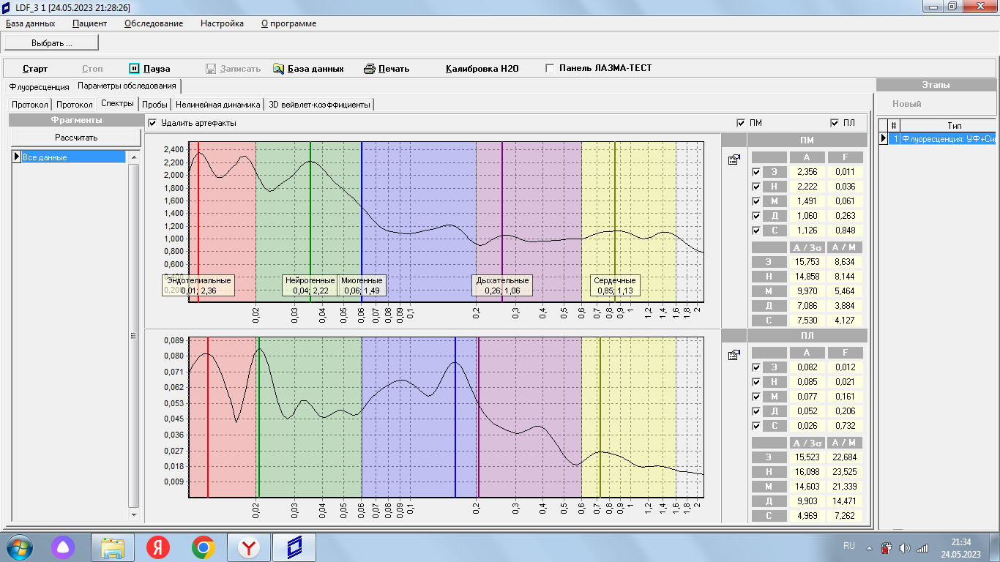 LDF_3 1 [24.05.2023 21:28:26]
База данных Пациент Обследование Настройка О программе
Выбрать ...
Старт Стоп Пауза Записать База данных Печать Калибровка H2O Панель ЛАЗМА-ТЕСТ
Флуоресценция Параметры обследования
Протокол Протокол Спектры Пробы Нелинейная динамика 3D вейвлет-коэффициенты
Фрагменты
Рассчитать
Все данные
Удалить артефакты ПМ ПЛ
2,400
2,200
2,000
1,800
1,600
1,400
1,200
1,000
0,800
0,600
Эндотелиальные
0,01; 2,36
Нейрогенные
0,04; 2,22
Миогенные
0,06; 1,49
Дыхательные
0,26; 1,06
Сердечные
0,85; 1,13
0,02 0,03 0,04 0,05 0,06 0,07 0,08 0,09 0,1 0,2 0,3 0,4 0,5 0,6 0,7 0,8 0,9 1 1,2 1,4 1,6 1,8 2
ПМ
A F
Э 2,356 0,011
Н 2,222 0,036
М 1,491 0,061
Д 1,060 0,263
С 1,126 0,848
A / 3σ A / M
Э 15,753 8,634
Н 14,858 8,144
М 9,970 5,464
Д 7,086 3,884
С 7,530 4,127
0,089
0,080
0,071
0,062
0,053
0,045
0,036
0,027
0,018
0,009
0,02 0,03 0,04 0,05 0,06 0,07 0,08 0,09 0,1 0,2 0,3 0,4 0,5 0,6 0,7 0,8 0,9 1 1,2 1,4 1,6 1,8 2
ПЛ
A F
Э 0,082 0,012
Н 0,085 0,021
М 0,077 0,161
Д 0,052 0,206
С 0,026 0,732
A / 3σ A / M
Э 15,523 22,684
Н 16,098 23,525
М 14,603 21,339
Д 9,903 14,471
С 4,969 7,262
Этапы
Новый
# Тип
1 Флуоресценция: УФ+Си
Я
Y
RU
21:34
24.05.2023